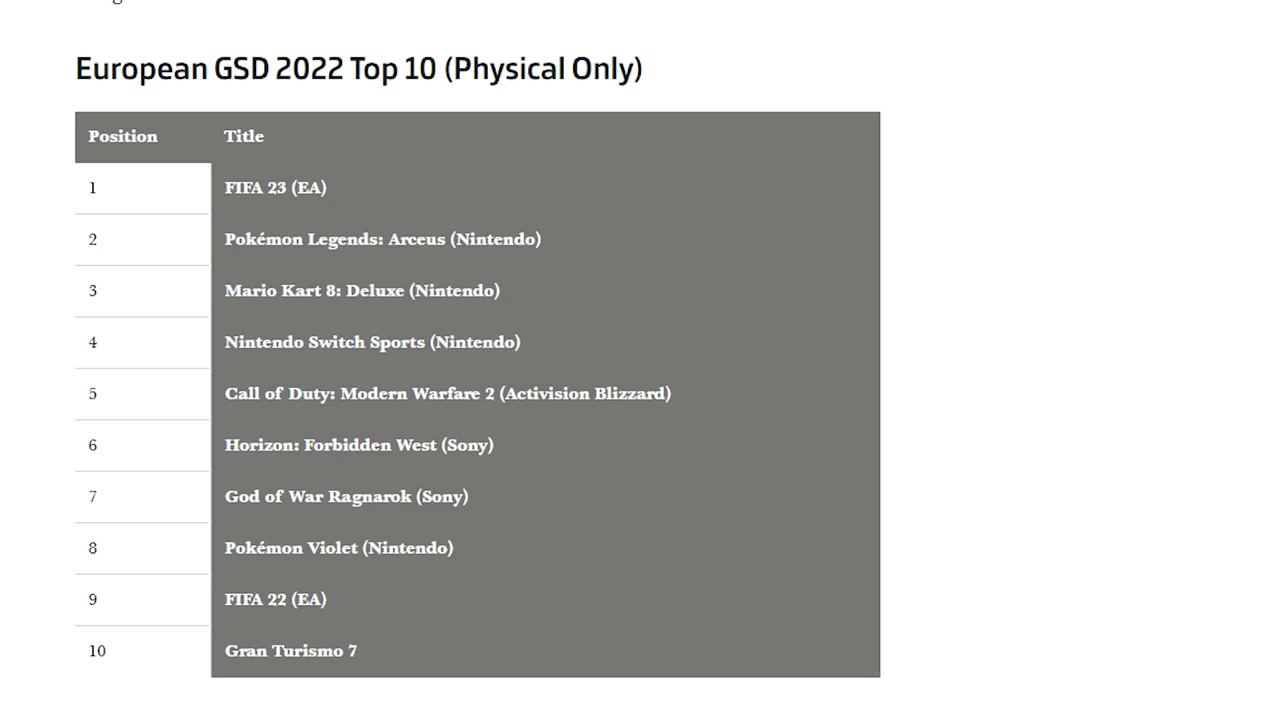 European GSD 2022 Top 10 (Physical Only)
Position Title
1 FIFA 23 (EA)
2 Pokémon Legends: Arceus (Nintendo)
3 Mario Kart 8: Deluxe (Nintendo)
4 Nintendo Switch Sports (Nintendo)
5 Call of Duty: Modern Warfare 2 (Activision Blizzard)
6 Horizon: Forbidden West (Sony)
7 God of War Ragnarok (Sony)
8 Pokémon Violet (Nintendo)
9 FIFA 22 (EA)
10 Gran Turismo 7